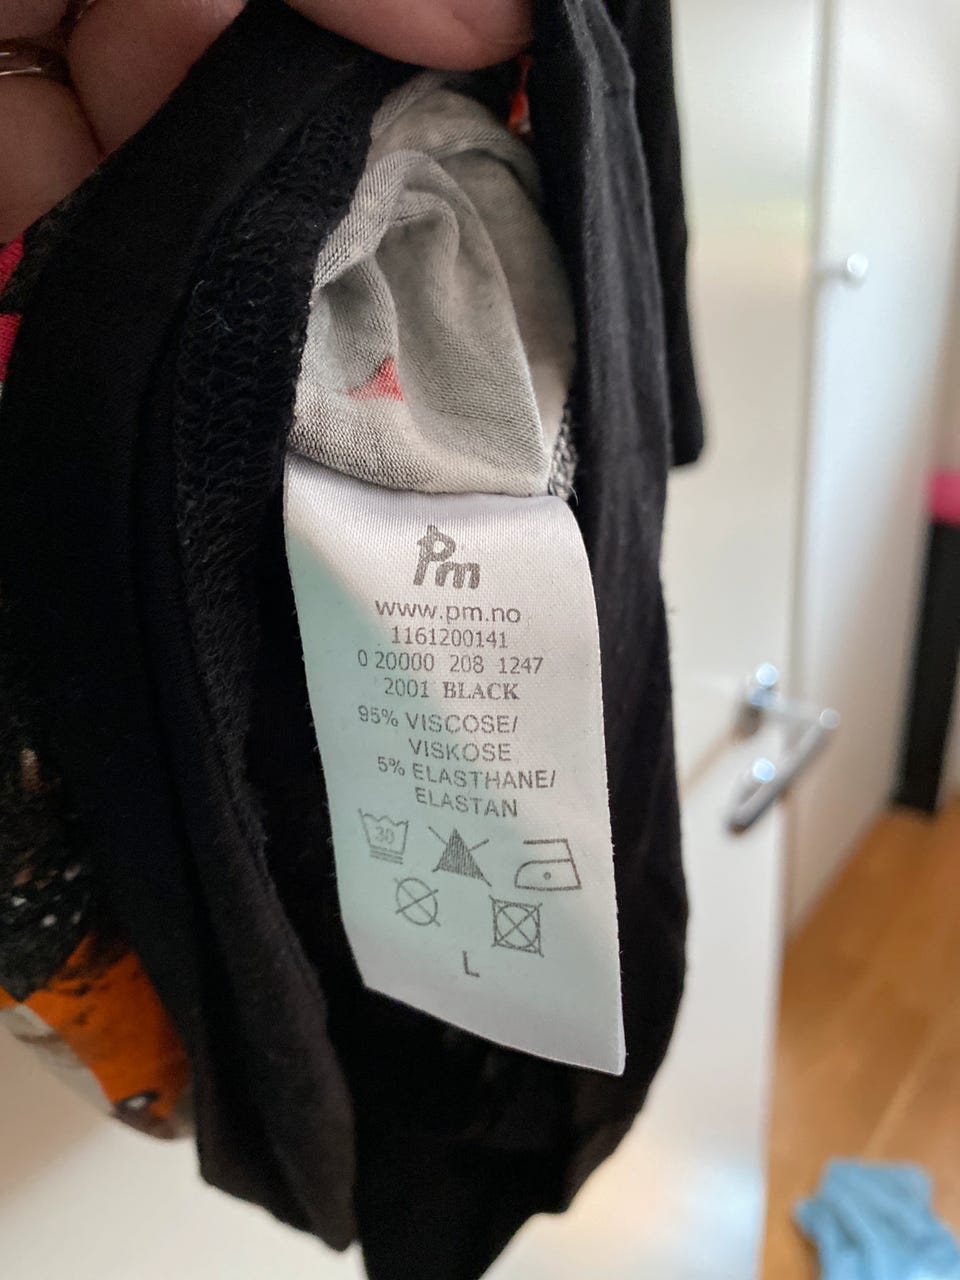 Pm
www.pm.no
1161200141
0 20000 208 1247
2001 BLACK
95% VISCOSE/
VISKOSE
5% ELASTHANE/
ELASTAN
30
L